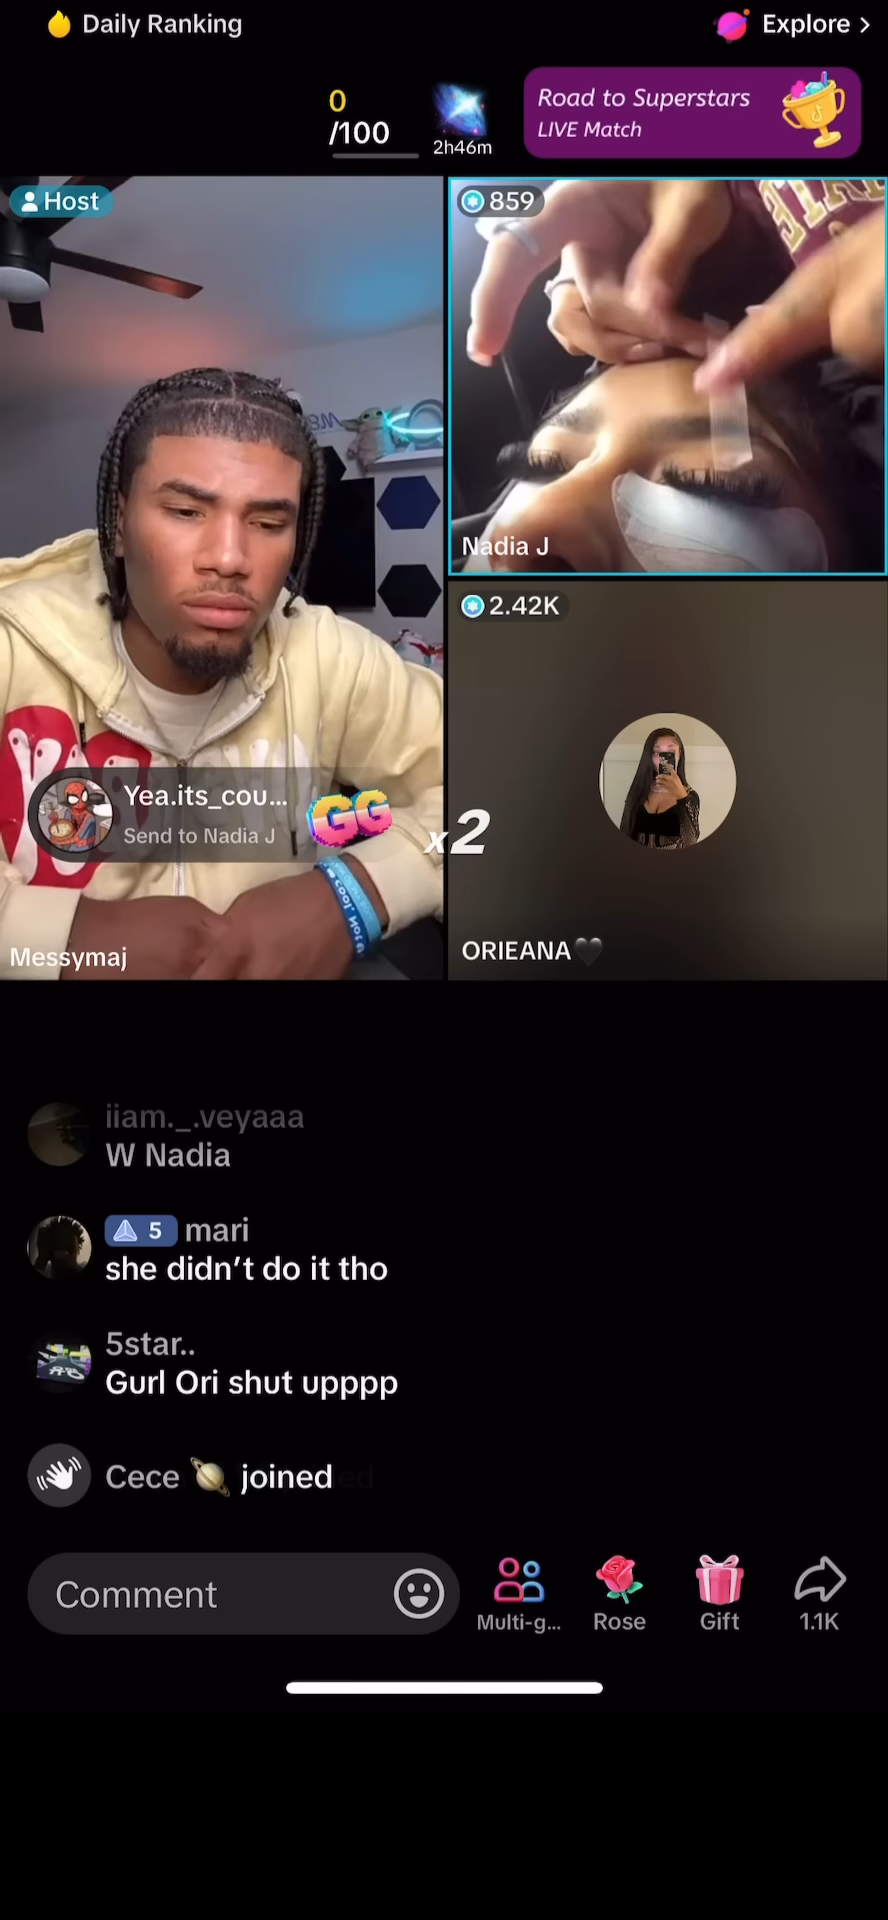 Daily Ranking
Explore >
0
/100
2h46m
Road to Superstars
LIVE Match
Host
859
Nadia J
2.42K
Yea.its_cou...
Send to Nadia J
GG
x2
Messymaj
ORIEANA🖤
iiam._.veyaaa
W Nadia
5 mari
she didn't do it tho
5star..
Gurl Ori shut upppp
Cece 🪐 joined
Comment
Multi-g...
Rose
Gift
1.1K